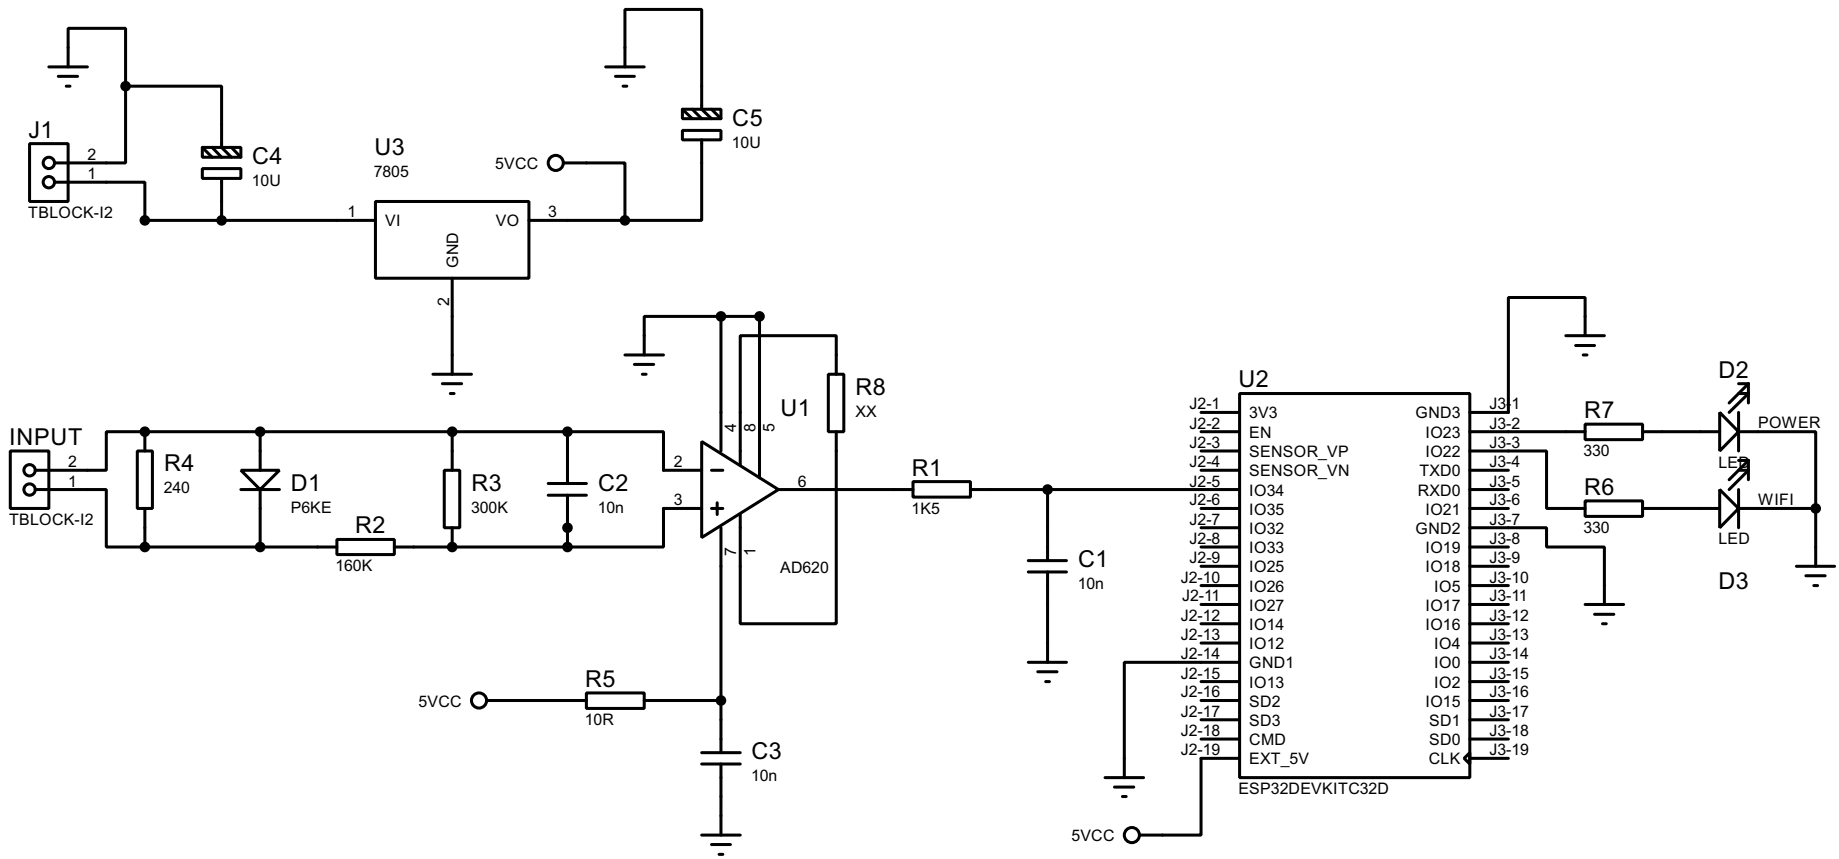 J1
2
1
TBLOCK-I2
C4
10U
U3
7805
1
VI
VO
3
GND
2
5VCC
C5
10U
INPUT
2
1
TBLOCK-I2
R4
240
D1
P6KE
R2
160K
R3
300K
C2
10n
2
3
4
8
5
7
1
6
U1
AD620
R8
XX
5VCC
R5
10R
C3
10n
R1
1K5
C1
10n
U2
J2-1 3V3 GND3 J3-1
J2-2 EN IO23 J3-2
J2-3 SENSOR_VP IO22 J3-3
J2-4 SENSOR_VN TXD0 J3-4
J2-5 IO34 RXD0 J3-5
J2-6 IO35 IO21 J3-6
J2-7 IO32 GND2 J3-7
J2-8 IO33 IO19 J3-8
J2-9 IO25 IO18 J3-9
J2-10 IO26 IO5 J3-10
J2-11 IO27 IO17 J3-11
J2-12 IO14 IO16 J3-12
J2-13 IO12 IO4 J3-13
J2-14 GND1 IO0 J3-14
J2-15 IO13 IO2 J3-15
J2-16 SD2 IO15 J3-16
J2-17 SD3 SD1 J3-17
J2-18 CMD SD0 J3-18
J2-19 EXT_5V CLK J3-19
ESP32DEVKITC32D
5VCC
R7
330
D2
POWER
LED
R6
330
WIFI
LED
D3